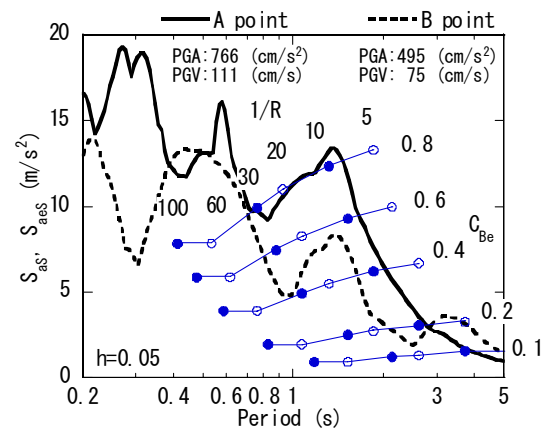 A point B point
20
PGA:766 (cm/s²) PGA:495 (cm/s²)
PGV:111 (cm/s) PGV: 75 (cm/s)
15
1/R
10 5
20 0.8
30
10
100 60 0.6
C_Be
0.4
5
0.2
h=0.05 0.1
0
S_aS, S_aeS (m/s²)
0.2 0.4 0.6 0.8 1 3 5
Period (s)